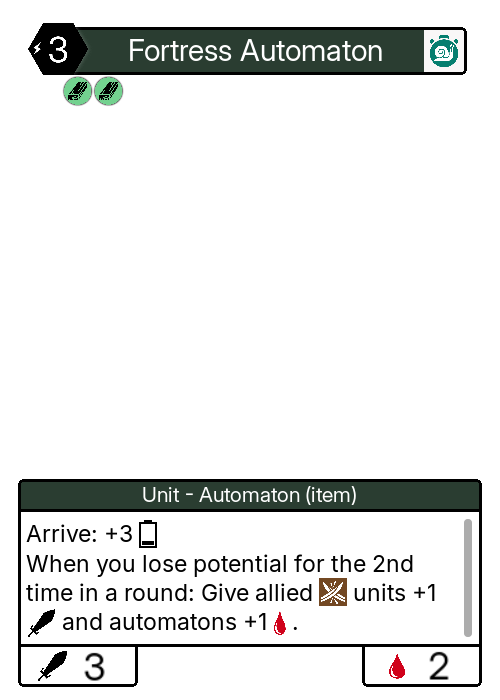 3 Fortress Automaton
Unit - Automaton (item)
Arrive: +3
When you lose potential for the 2nd
time in a round: Give allied units +1
and automatons +1 .
3 2